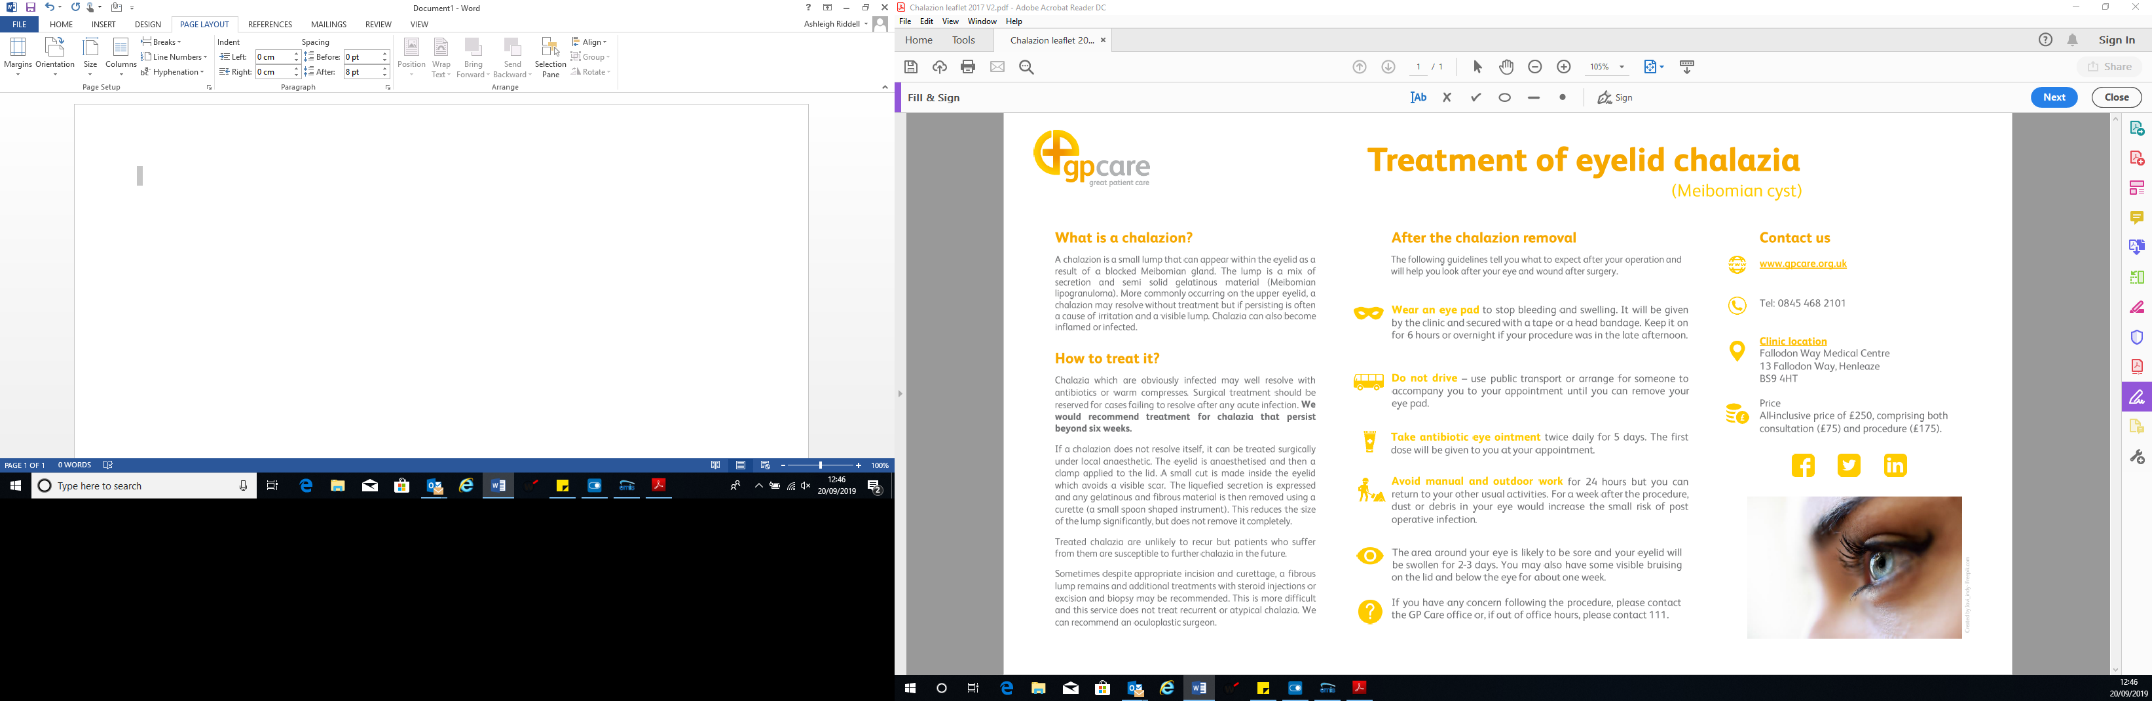 Document1 - Word
FILE
HOME
INSERT
DESIGN
PAGE LAYOUT
REFERENCES
MAILINGS
REVIEW
VIEW
Ashleigh Riddell
Margins
Orientation
Size
Columns
Breaks
Line Numbers
Hyphenation
Page Setup
Indent
Left: 0 cm
Right: 0 cm
Spacing
Before: 0 pt
After: 8 pt
Paragraph
Position
Wrap
Text
Bring
Forward
Send
Backward
Selection
Pane
Align
Group
Rotate
Arrange
PAGE 1 OF 1
0 WORDS
100%
Type here to search
12:46
20/09/2019
Chalazion leaflet 2017 V2.pdf - Adobe Acrobat Reader DC
File Edit View Window Help
Home
Tools
Chalazion leaflet 20...
Sign In
1 / 1
105%
Share
Fill & Sign
Ab
Sign
Next
Close
gpcare
great patient care
Treatment of eyelid chalazia
(Meibomian cyst)
What is a chalazion?
A chalazion is a small lump that can appear within the eyelid as a
result of a blocked Meibomian gland. The lump is a mix of
secretion and semi solid gelatinous material (Meibomian
lipogranuloma). More commonly occurring on the upper eyelid, a
chalazion may resolve without treatment but if persisting is often
a cause of irritation and a visible lump. Chalazia can also become
inflamed or infected.
How to treat it?
Chalazia which are obviously infected may well resolve with
antibiotics or warm compresses. Surgical treatment should be
reserved for cases failing to resolve after any acute infection. We
would recommend treatment for chalazia that persist
beyond six weeks.
If a chalazion does not resolve itself, it can be treated surgically
under local anaesthetic. The eyelid is anaesthetised and then a
clamp applied to the lid. A small cut is made inside the eyelid
which avoids a visible scar. The liquefied secretion is expressed
and any gelatinous and fibrous material is then removed using a
curette (a small spoon shaped instrument). This reduces the size
of the lump significantly, but does not remove it completely.
Treated chalazia are unlikely to recur but patients who suffer
from them are susceptible to further chalazia in the future.
Sometimes despite appropriate incision and curettage, a fibrous
lump remains and additional treatments with steroid injections or
excision and biopsy may be recommended. This is more difficult
and this service does not treat recurrent or atypical chalazia. We
can recommend an oculoplastic surgeon.
After the chalazion removal
The following guidelines tell you what to expect after your operation and
will help you look after your eye and wound after surgery.
Wear an eye pad to stop bleeding and swelling. It will be given
by the clinic and secured with a tape or a head bandage. Keep it on
for 6 hours or overnight if your procedure was in the late afternoon.
Do not drive – use public transport or arrange for someone to
accompany you to your appointment until you can remove your
eye pad.
Take antibiotic eye ointment twice daily for 5 days. The first
dose will be given to you at your appointment.
Avoid manual and outdoor work for 24 hours but you can
return to your other usual activities. For a week after the procedure,
dust or debris in your eye would increase the small risk of post
operative infection.
The area around your eye is likely to be sore and your eyelid will
be swollen for 2-3 days. You may also have some visible bruising
on the lid and below the eye for about one week.
If you have any concern following the procedure, please contact
the GP Care office or, if out of office hours, please contact 111.
Contact us
www.gpcare.org.uk
Tel: 0845 468 2101
Clinic location
Fallodon Way Medical Centre
13 Fallodon Way, Henleaze
BS9 4HT
Price
All-inclusive price of £250, comprising both
consultation (£75) and procedure (£175).
12:46
20/09/2019